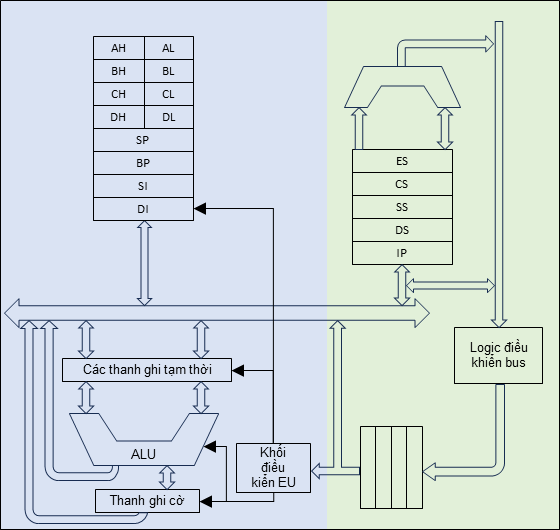 AH AL
BH BL
CH CL
DH DL
SP
BP
SI
DI
ES
CS
SS
DS
IP
Logic điều
khiển bus
Các thanh ghi tạm thời
ALU
Khối
điều
kiển EU
Thanh ghi cờ